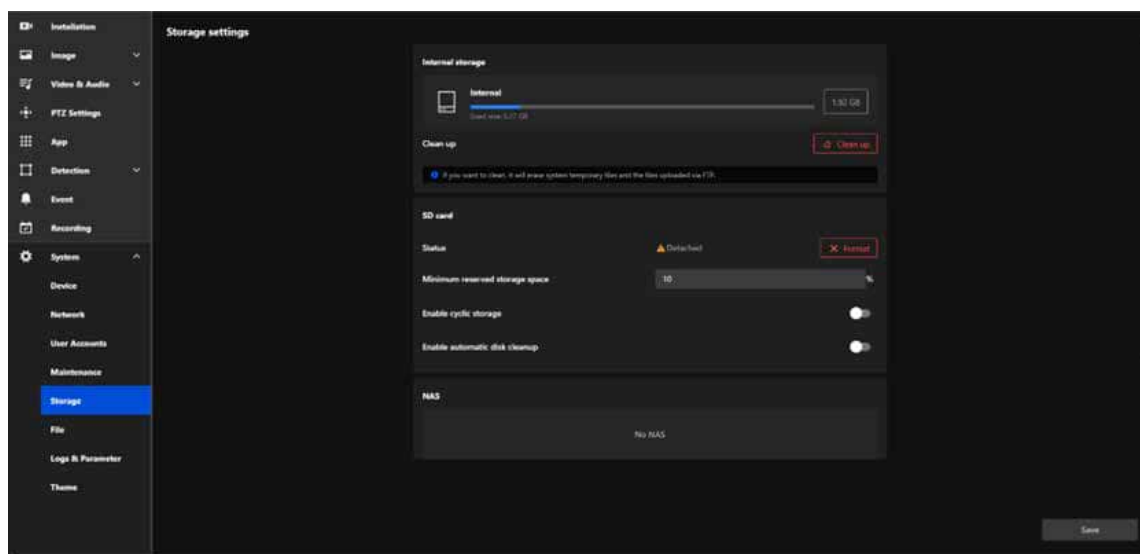 Installation
Storage settings
Image
Video & Audio
PTZ Settings
App
Detection
Event
Recording
System
Device
Network
User Accounts
Maintenance
Storage
File
Logs & Parameter
Theme
Internal storage
Internal
GB
Used
GB
Clean up
Clean up
If you want to clean, it will erase system temporary files and the files uploaded via FTP.
SD card
Status
Detached
Format
Minimum reserved storage space
10
%
Enable cyclic storage
Enable automatic disk cleanup
NAS
No NAS
Save